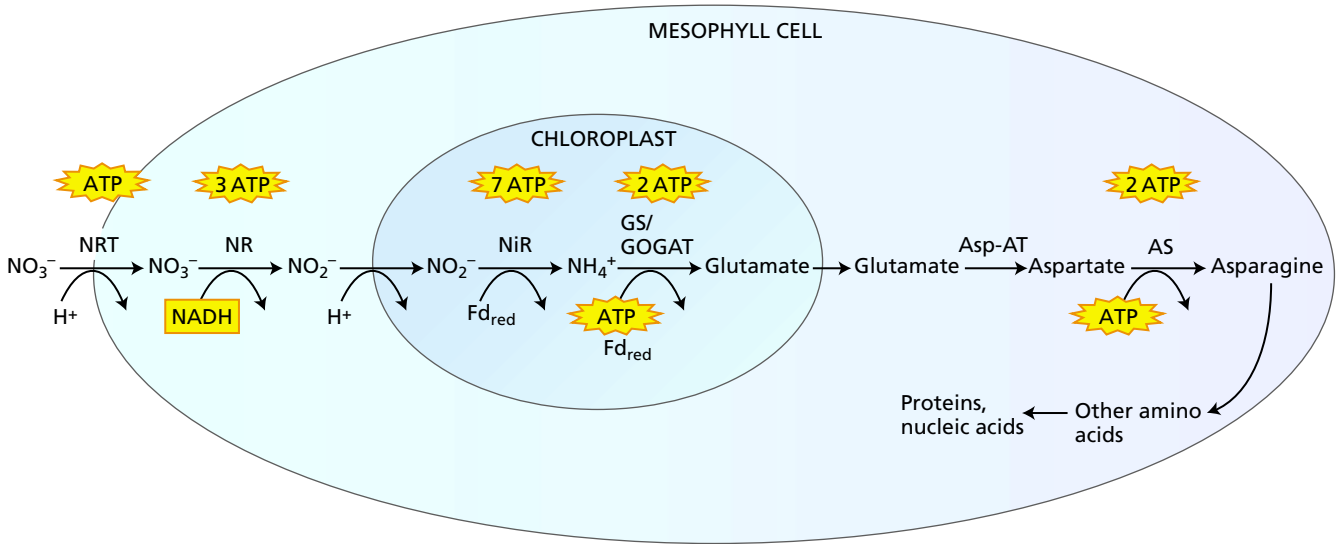 MESOPHYLL CELL
CHLOROPLAST
ATP
3 ATP
7 ATP
2 ATP
2 ATP
NRT
NR
NiR
GS/
GOGAT
Asp-AT
AS
NO₃⁻
NO₃⁻
NO₂⁻
NO₂⁻
NH₄⁺
Glutamate
Glutamate
Aspartate
Asparagine
H⁺
NADH
H⁺
Fd_red
ATP
Fd_red
ATP
Proteins,
nucleic acids
Other amino
acids